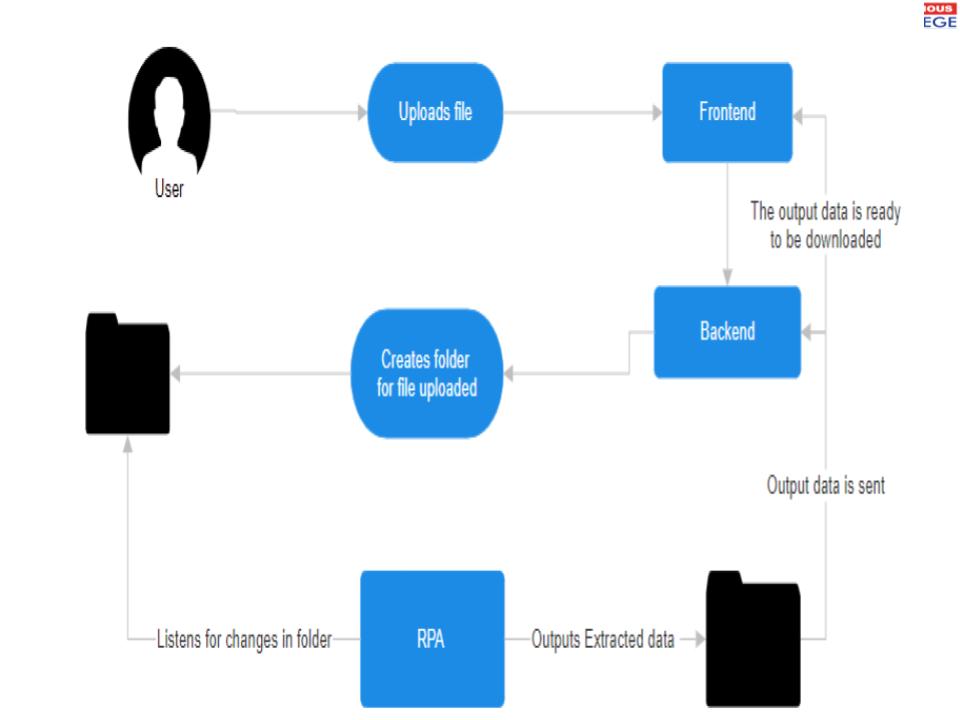 IOUS
EGE
Uploads file
Frontend
User
The output data is ready
to be downloaded
Backend
Creates folder
for file uploaded
Output data is sent
Listens for changes in folder
RPA
Outputs Extracted data